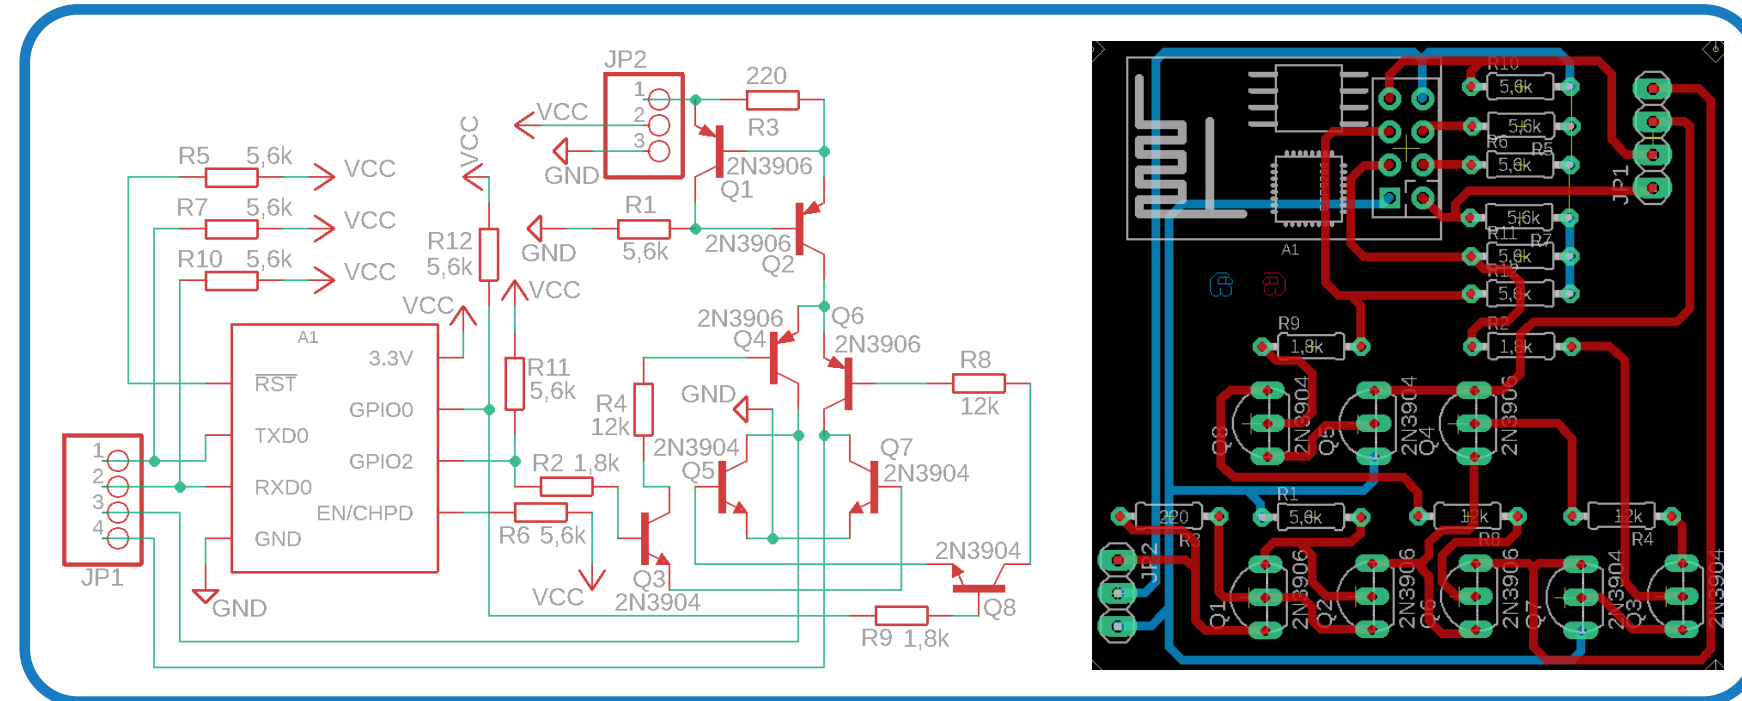 JP2
1
2
3
VCC
GND
220
R3
2N3906
Q1
R5 5,6k VCC
R7 5,6k VCC
R10 5,6k VCC
VCC
R12
5,6k
GND
R1
5,6k
2N3906
Q2
VCC
VCC
A1
3.3V
RST
GPIO0
TXD0
GPIO2
RXD0
EN/CHPD
GND
R11
5,6k
2N3906
Q4
Q6
2N3906
R8
12k
GND
R4
12k
2N3904
Q5
Q7
2N3904
R2 1,8k
R6 5,6k
VCC
Q3
2N3904
2N3904
Q8
R9 1,8k
1
2
3
4
JP1
GND
R10
5,6k
5,6k
R6 R5
5,6k
JP1
5,6k
R11 R7
5,6k
A1
5,6k
R9
1,8k
R2
1,8k
Q8
2N3904
Q5
2N3904
Q4
2N3906
R1
220
5,6k
12k
12k
R3
R8
R4
JP2
Q1
2N3906
Q2
2N3906
Q6
2N3906
Q7
2N3904
Q3
2N3904